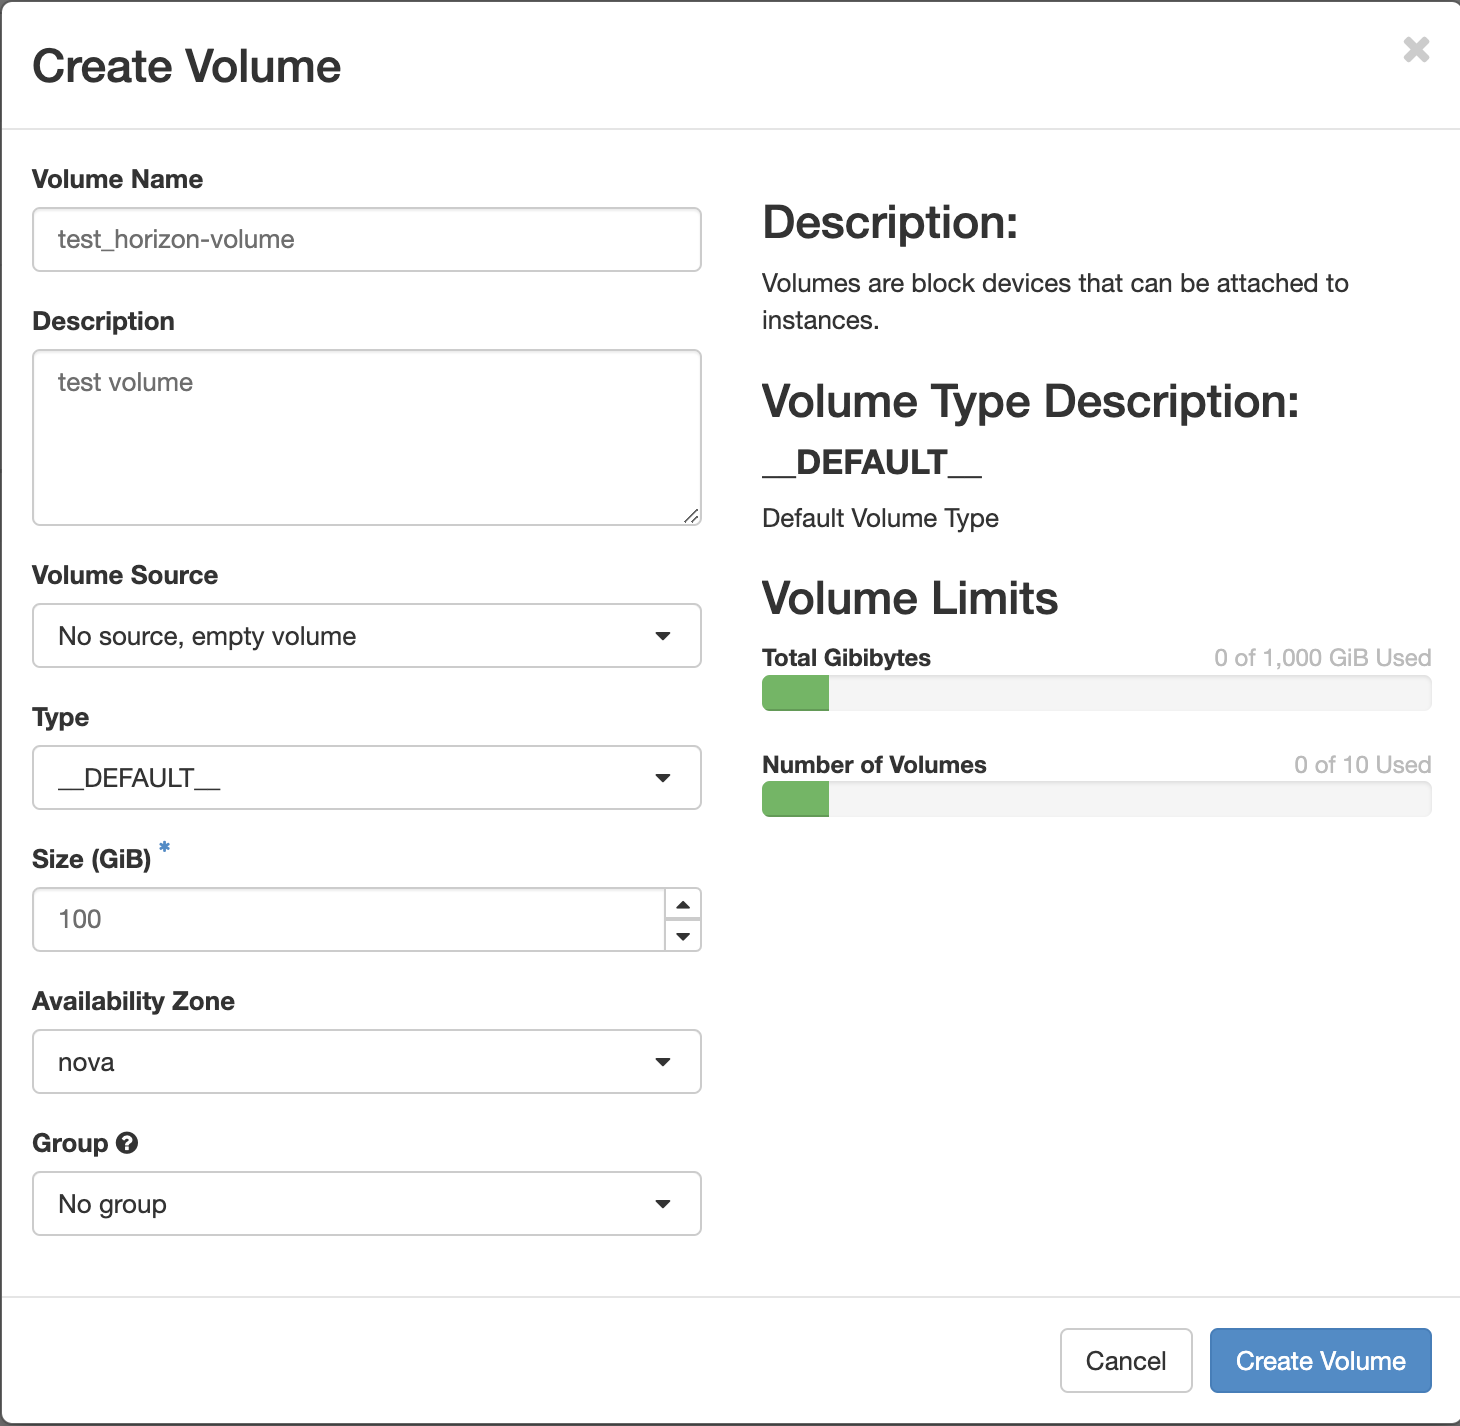 Create Volume
Volume Name
test_horizon-volume
Description
test volume
Volume Source
No source, empty volume
Type
__DEFAULT__
Size (GiB) *
100
Availability Zone
nova
Group
No group
Description:
Volumes are block devices that can be attached to
instances.
Volume Type Description:
__DEFAULT__
Default Volume Type
Volume Limits
Total Gibibytes 0 of 1,000 GiB Used
Number of Volumes 0 of 10 Used
Cancel Create Volume